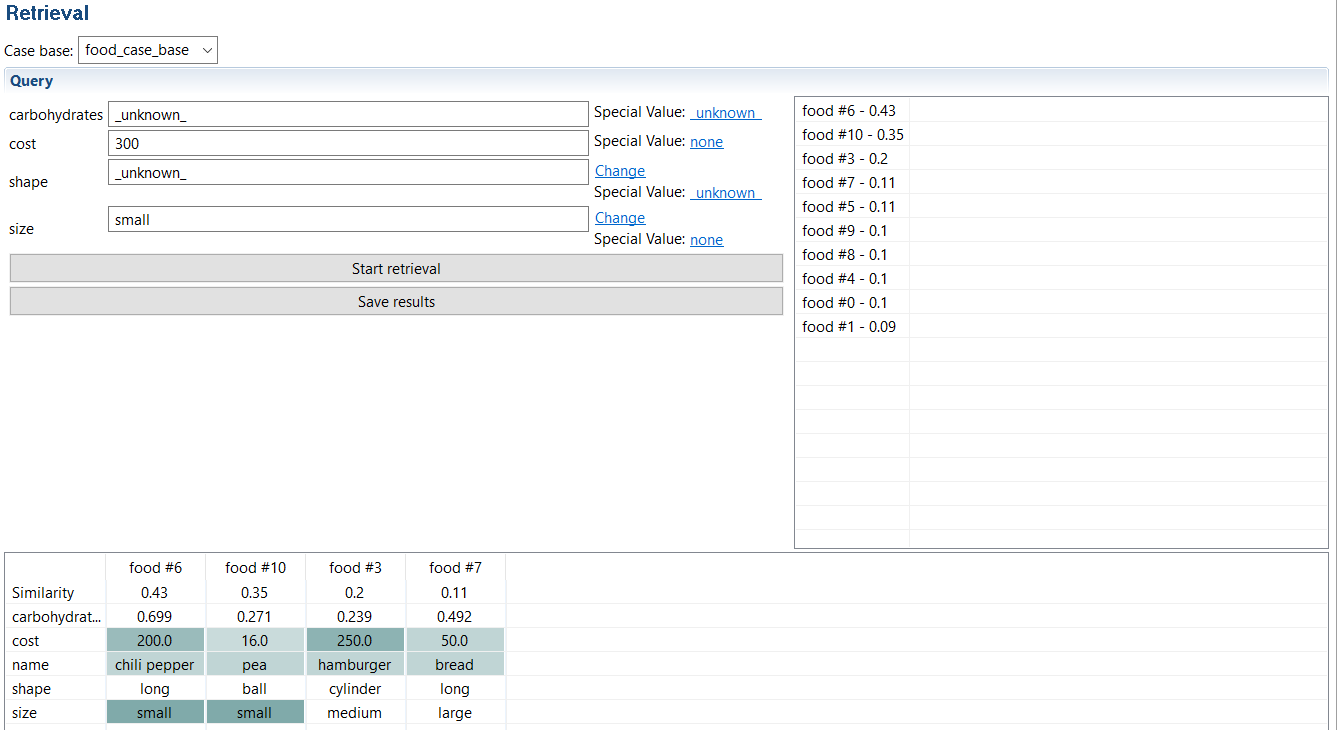 Retrieval
Case base: food_case_base
Query
carbohydrates _unknown_ Special Value: _unknown_
cost 300 Special Value: none
shape _unknown_ Change
Special Value: _unknown_
size small Change
Special Value: none
Start retrieval
Save results
food #6 - 0.43
food #10 - 0.35
food #3 - 0.2
food #7 - 0.11
food #5 - 0.11
food #9 - 0.1
food #8 - 0.1
food #4 - 0.1
food #0 - 0.1
food #1 - 0.09
food #6 food #10 food #3 food #7
Similarity 0.43 0.35 0.2 0.11
carbohydrat... 0.699 0.271 0.239 0.492
cost 200.0 16.0 250.0 50.0
name chili pepper pea hamburger bread
shape long ball cylinder long
size small small medium large